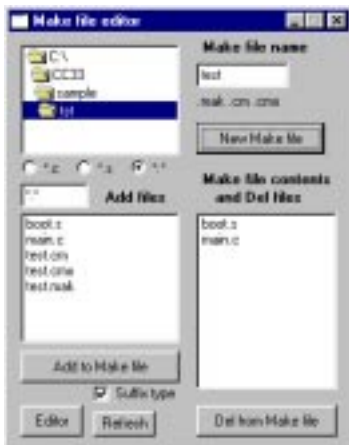 Make file editor
Make file name
C:\
CC33
sample
tst
test
.mak .cm .cma
New Make file
*.c
*.s
*.*
*.*
Add files
Make file contents
and Del files
boot.s
main.c
test.cm
test.cma
test.mak
boot.s
main.c
Add to Make file
Suffix type
Editor
Refresh
Del from Make file